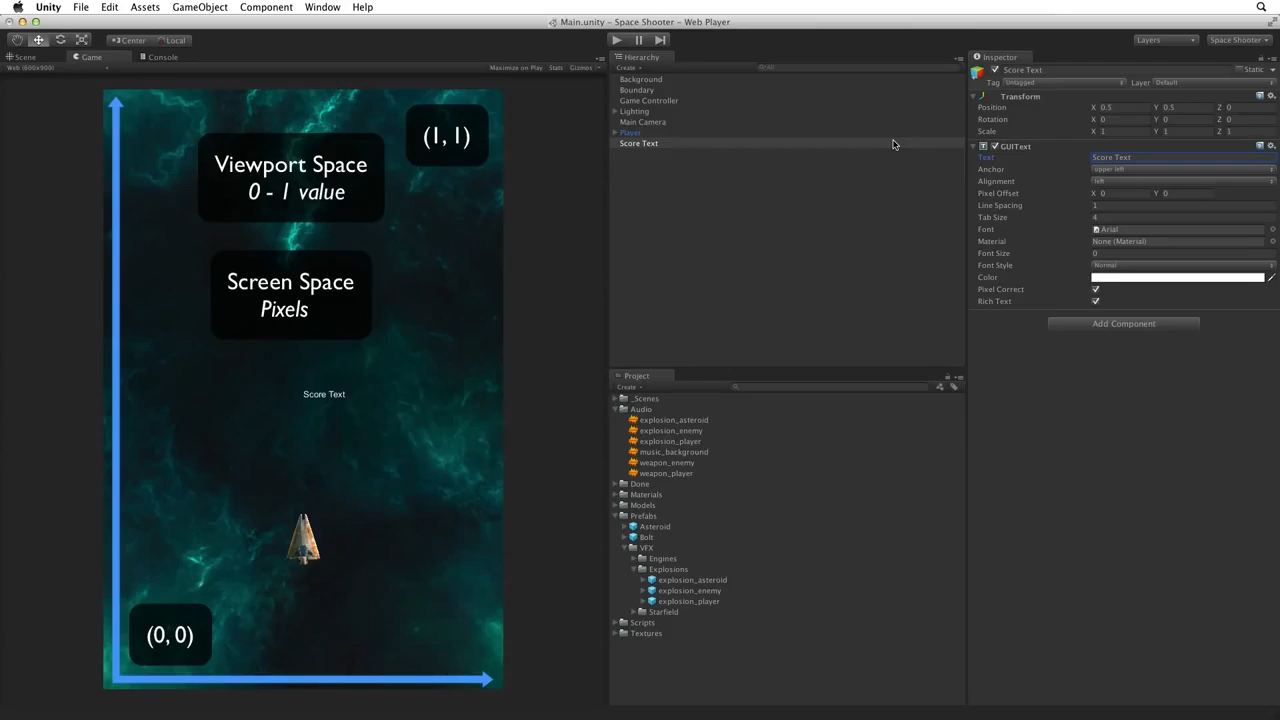 Unity File Edit Assets GameObject Component Window Help
Main.unity – Space Shooter – Web Player
Center Local Layers Space Shooter
Scene Game Console
Web (600x900) Maximize on Play Stats Gizmos
(1, 1)
Viewport Space
0 - 1 value
Screen Space
Pixels
Score Text
(0, 0)
Hierarchy
Create All
Background
Boundary
Game Controller
Lighting
Main Camera
Player
Score Text
Project
Create
_Scenes
Audio
explosion_asteroid
explosion_enemy
explosion_player
music_background
weapon_enemy
weapon_player
Done
Materials
Models
Prefabs
Asteroid
Bolt
VFX
Engines
Explosions
explosion_asteroid
explosion_enemy
explosion_player
Starfield
Scripts
Textures
Inspector
Score Text Static
Tag Untagged Layer Default
Transform
Position X 0.5 Y 0.5 Z 0
Rotation X 0 Y 0 Z 0
Scale X 1 Y 1 Z 1
GUIText
Text Score Text
Anchor upper left
Alignment left
Pixel Offset X 0 Y 0
Line Spacing 1
Tab Size 4
Font Arial
Material None (Material)
Font Size 0
Font Style Normal
Color
Pixel Correct
Rich Text
Add Component